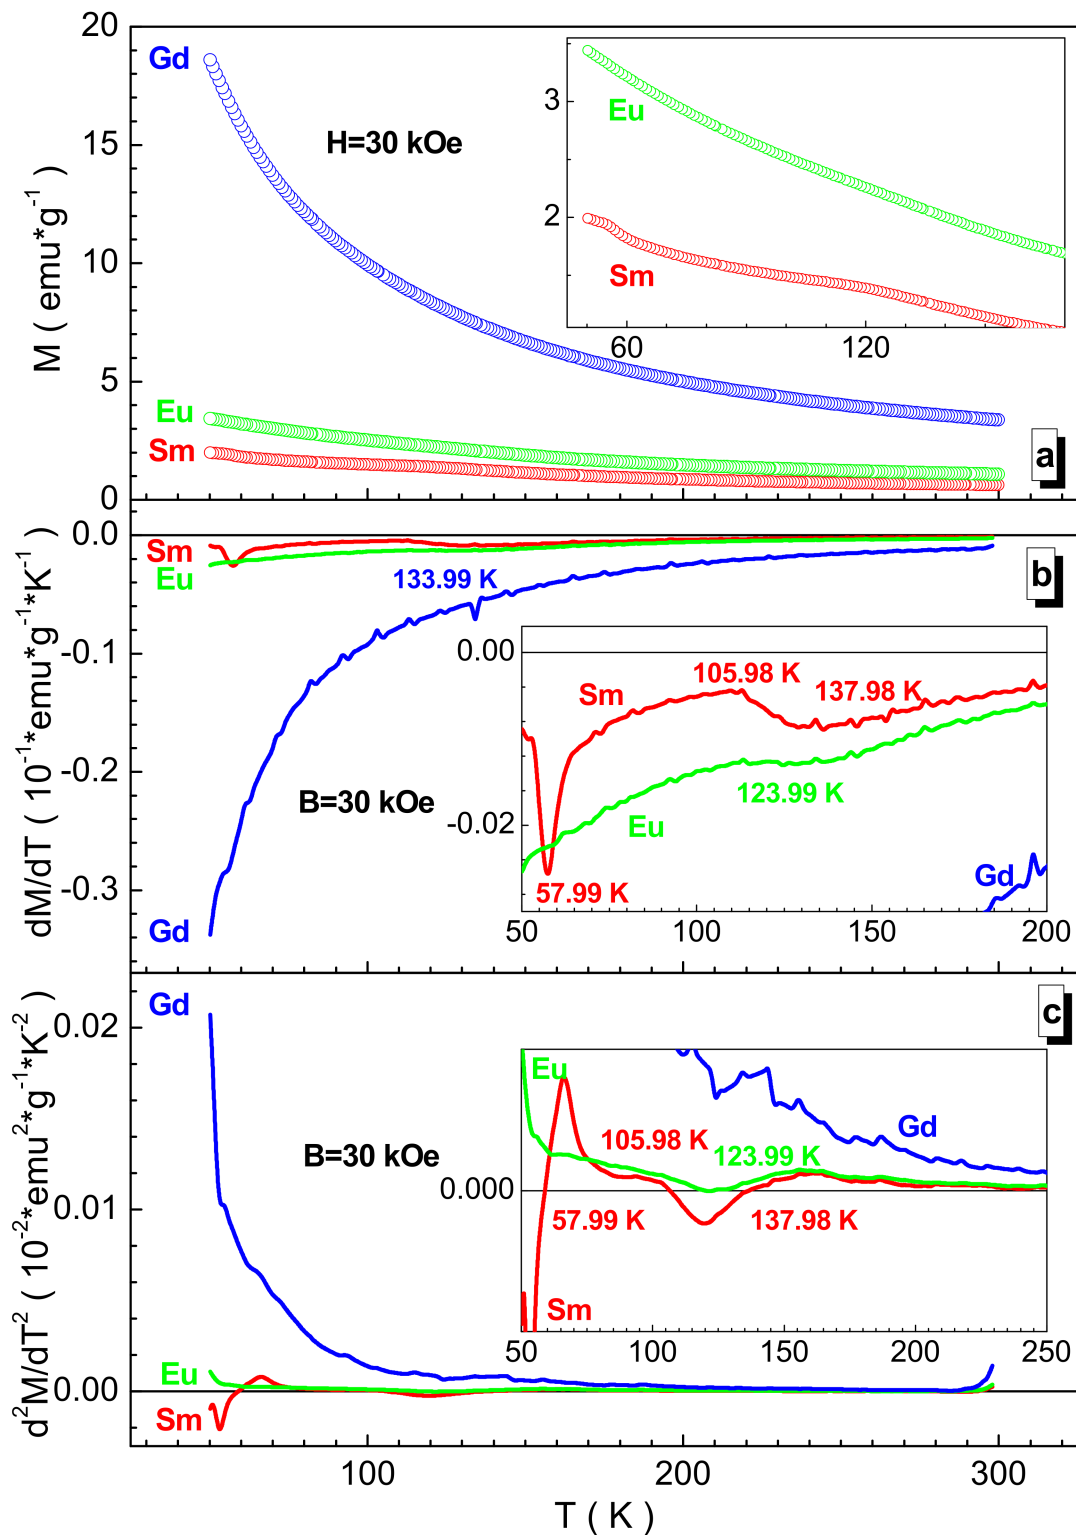 20
15
10
5
0
M ( emu*g-1)
Gd
H=30 kOe
Eu
Sm
a
3
2
Eu
Sm
60
120
0.0
-0.1
-0.2
-0.3
dM/dT ( 10-1*emu*g-1*K-1)
Sm
Eu
133.99 K
b
B=30 kOe
Gd
0.00
-0.02
Sm
105.98 K
137.98 K
123.99 K
Eu
57.99 K
Gd
50
100
150
200
0.02
0.01
0.00
d2M/dT2 ( 10-2*emu2*g-1*K-2)
Gd
c
B=30 kOe
Eu
Sm
0.000
Eu
105.98 K
123.99 K
Gd
57.99 K
137.98 K
Sm
50
100
150
200
250
100
200
300
T ( K )